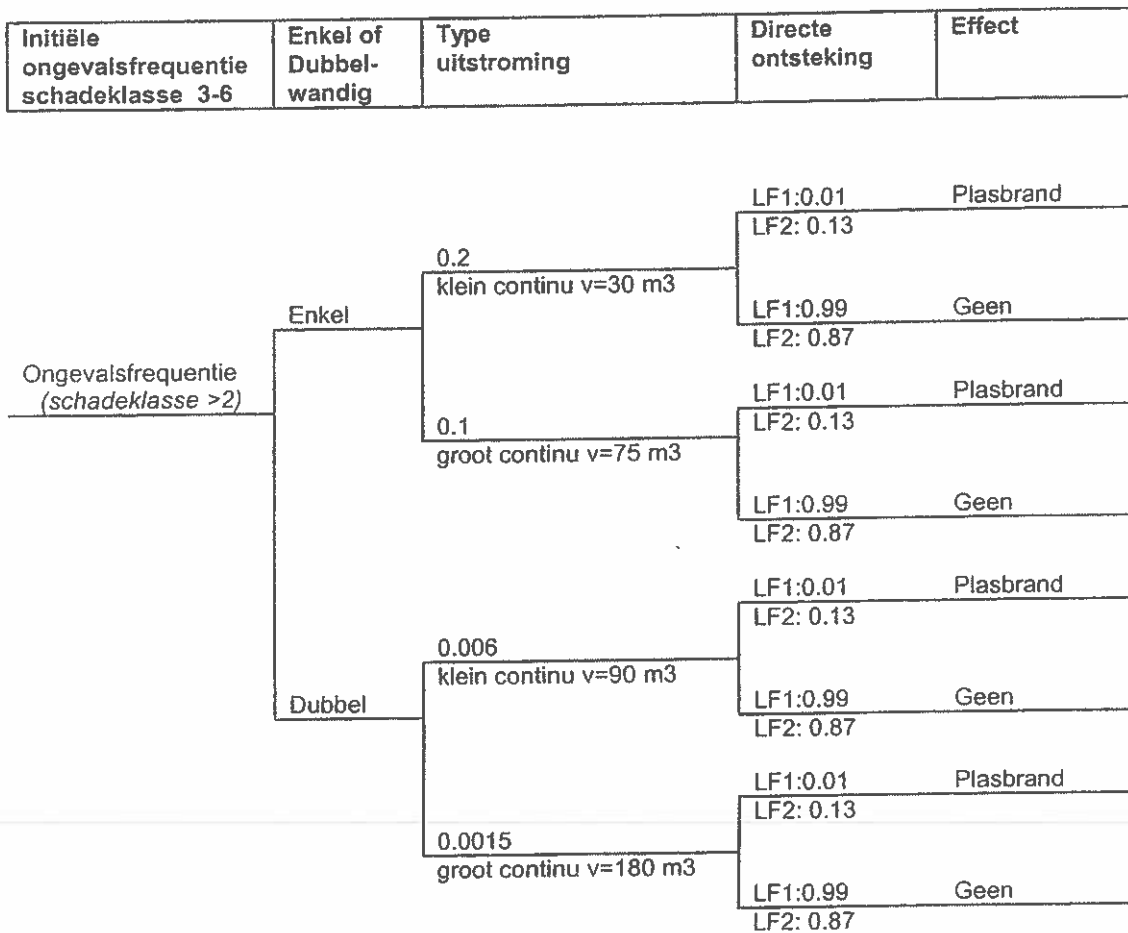 Initiële
ongevalsfrequentie
schadeklasse 3-6
Enkel of
Dubbel-
wandig
Type
uitstroming
Directe
ontsteking
Effect
LF1:0.01
Plasbrand
LF2: 0.13
0.2
klein continu v=30 m3
LF1:0.99
Geen
LF2: 0.87
Enkel
Ongevalsfrequentie
(schadeklasse >2)
LF1:0.01
Plasbrand
LF2: 0.13
0.1
groot continu v=75 m3
LF1:0.99
Geen
LF2: 0.87
LF1:0.01
Plasbrand
LF2: 0.13
0.006
klein continu v=90 m3
LF1:0.99
Geen
LF2: 0.87
Dubbel
LF1:0.01
Plasbrand
LF2: 0.13
0.0015
groot continu v=180 m3
LF1:0.99
Geen
LF2: 0.87